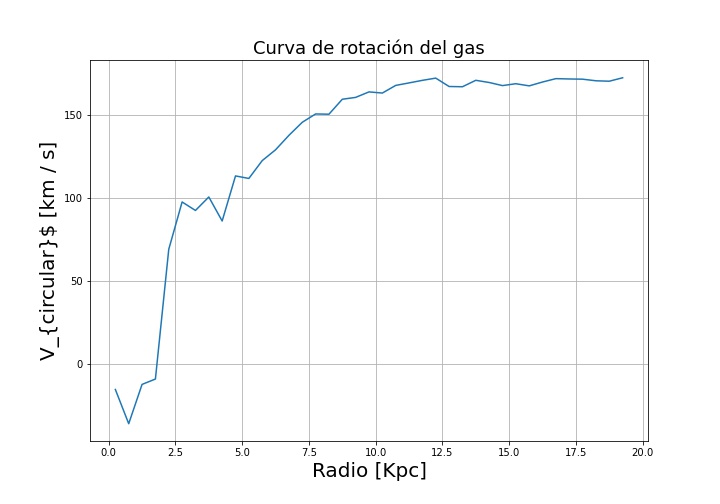 Curva de rotación del gas
V_{circular}$ [km / s]
150
100
50
0
0.0 2.5 5.0 7.5 10.0 12.5 15.0 17.5 20.0
Radio [Kpc]